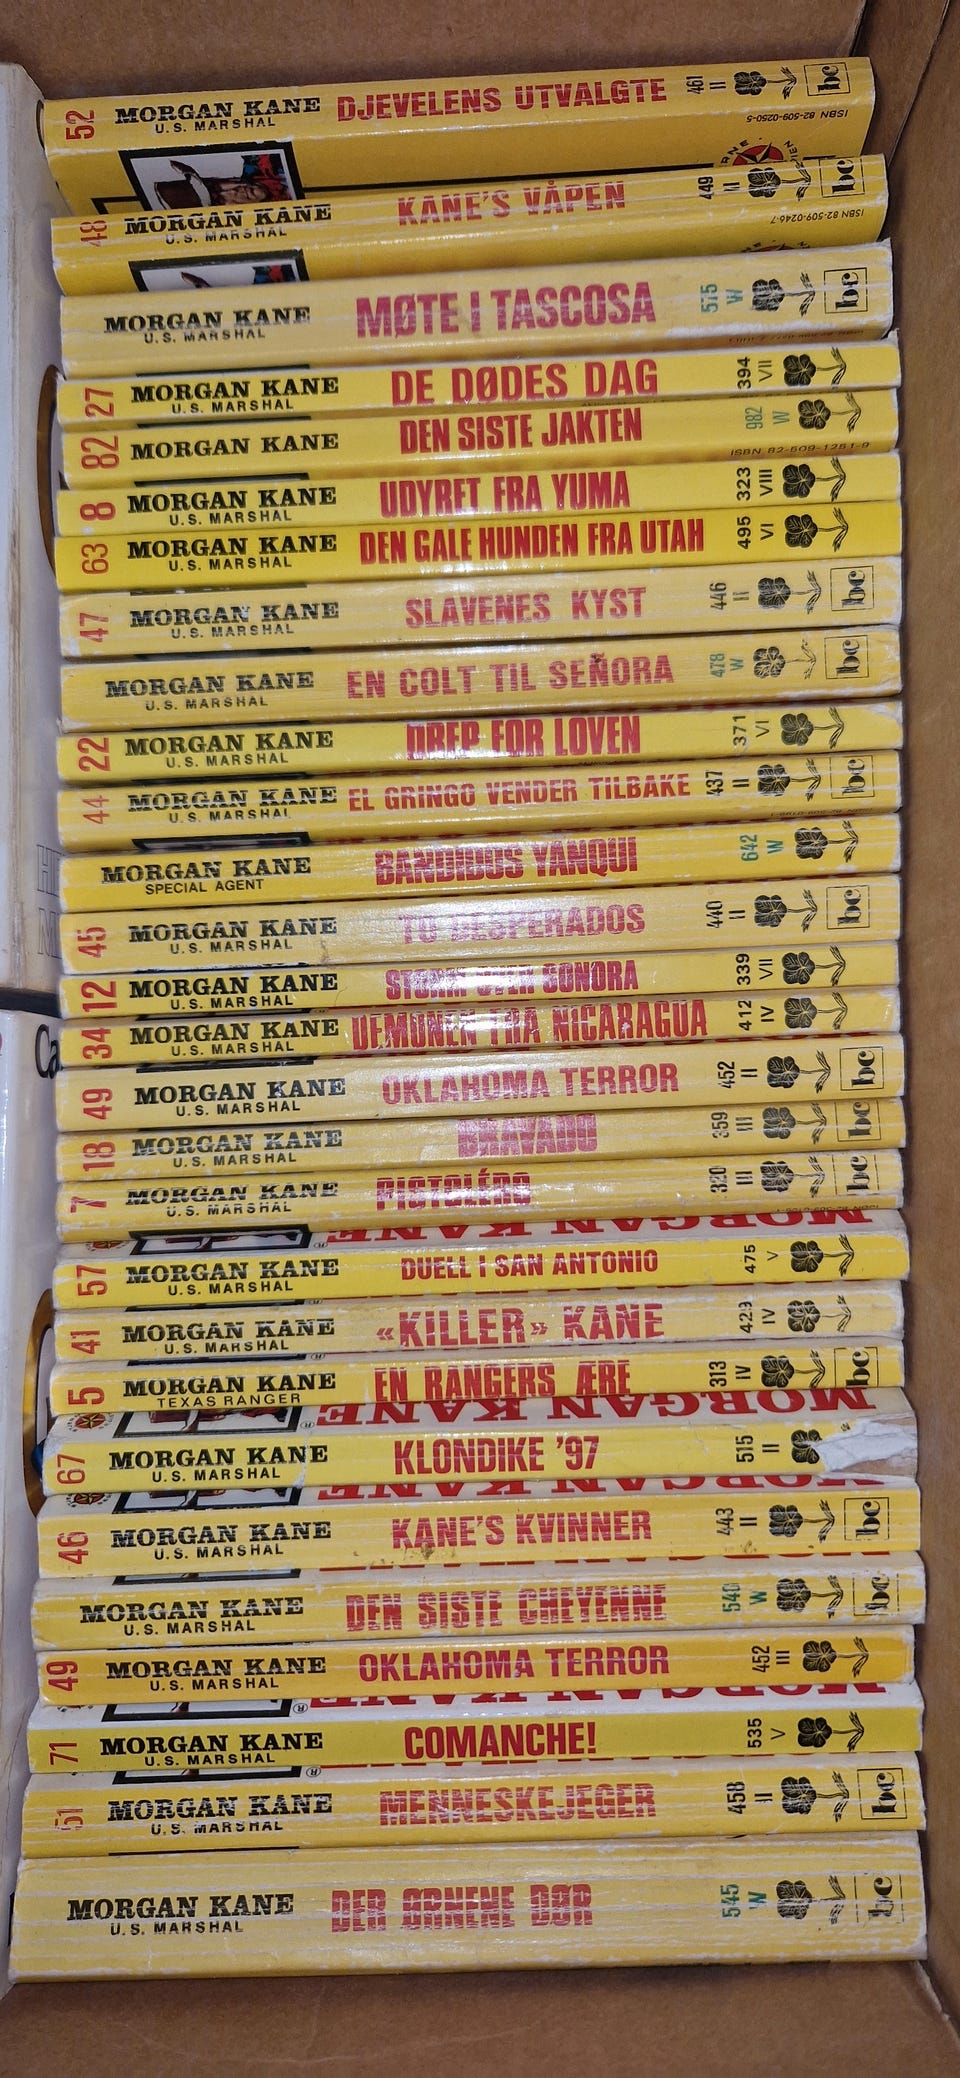 52 MORGAN KANE DJEVELENS UTVALGTE 461 II bc
U.S. MARSHAL
ISBN 82-509-0250-5
48 MORGAN KANE KANE'S VÅPEN 449 II bc
U.S. MARSHAL
ISBN 82-509-0246-7
MORGAN KANE MØTE I TASCOSA 575 W bc
U.S. MARSHAL
27 MORGAN KANE DE DØDES DAG 394 VII
U.S. MARSHAL
82 MORGAN KANE DEN SISTE JAKTEN 982 W
ISBN 82-509-1251-9
8 MORGAN KANE UDYRET FRA YUMA 323 VIII
U.S. MARSHAL
63 MORGAN KANE DEN GALE HUNDEN FRA UTAH 495 VI
U.S. MARSHAL
47 MORGAN KANE SLAVENES KYST 446 II bc
U.S. MARSHAL
MORGAN KANE EN COLT TIL SEÑORA 478 W bc
U.S. MARSHAL
22 MORGAN KANE DREP FOR LOVEN 371 VI
U.S. MARSHAL
44 MORGAN KANE EL GRINGO VENDER TILBAKE 437 II bc
U.S. MARSHAL
MORGAN KANE BANDIDOS YANQUI 642 W
SPECIAL AGENT
45 MORGAN KANE TO DESPERADOS 440 II bc
U.S. MARSHAL
12 MORGAN KANE STORM OVER SONORA 339 VII
U.S. MARSHAL
34 MORGAN KANE DEMONEN FRA NICARAGUA 412 IV
U.S. MARSHAL
49 MORGAN KANE OKLAHOMA TERROR 452 II bc
U.S. MARSHAL
18 MORGAN KANE BRAVADO 359 III bc
U.S. MARSHAL
7 MORGAN KANE PISTOLÉRO 320 III bc
U.S. MARSHAL
MORGAN KANE
57 MORGAN KANE DUELL I SAN ANTONIO 475 V
U.S. MARSHAL
41 MORGAN KANE «KILLER» KANE 429 IV
U.S. MARSHAL
5 MORGAN KANE EN RANGERS ÆRE 313 IV bc
TEXAS RANGER
MORGAN KANE
67 MORGAN KANE KLONDIKE '97 515 II
U.S. MARSHAL
MORGAN KANE
46 MORGAN KANE KANE'S KVINNER 443 II bc
U.S. MARSHAL
MORGAN KANE DEN SISTE CHEYENNE 540 W bc
U.S. MARSHAL
49 MORGAN KANE OKLAHOMA TERROR 452 III
U.S. MARSHAL
MORGAN KANE
71 MORGAN KANE COMANCHE! 535 V
U.S. MARSHAL
51 MORGAN KANE MENNESKEJEGER 458 II bc
U.S. MARSHAL
MORGAN KANE DER ØRNENE DØR 545 W bc
U.S. MARSHAL